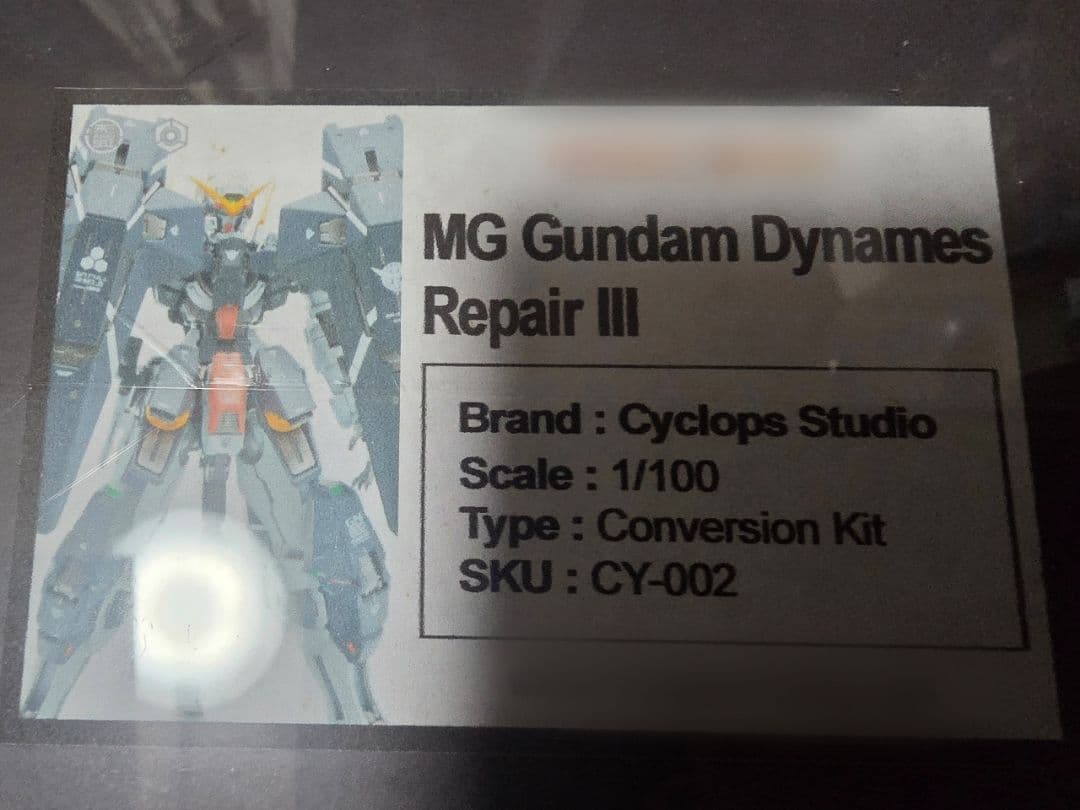 MG Gundam Dynames
Repair III
Brand : Cyclops Studio
Scale : 1/100
Type : Conversion Kit
SKU : CY-002